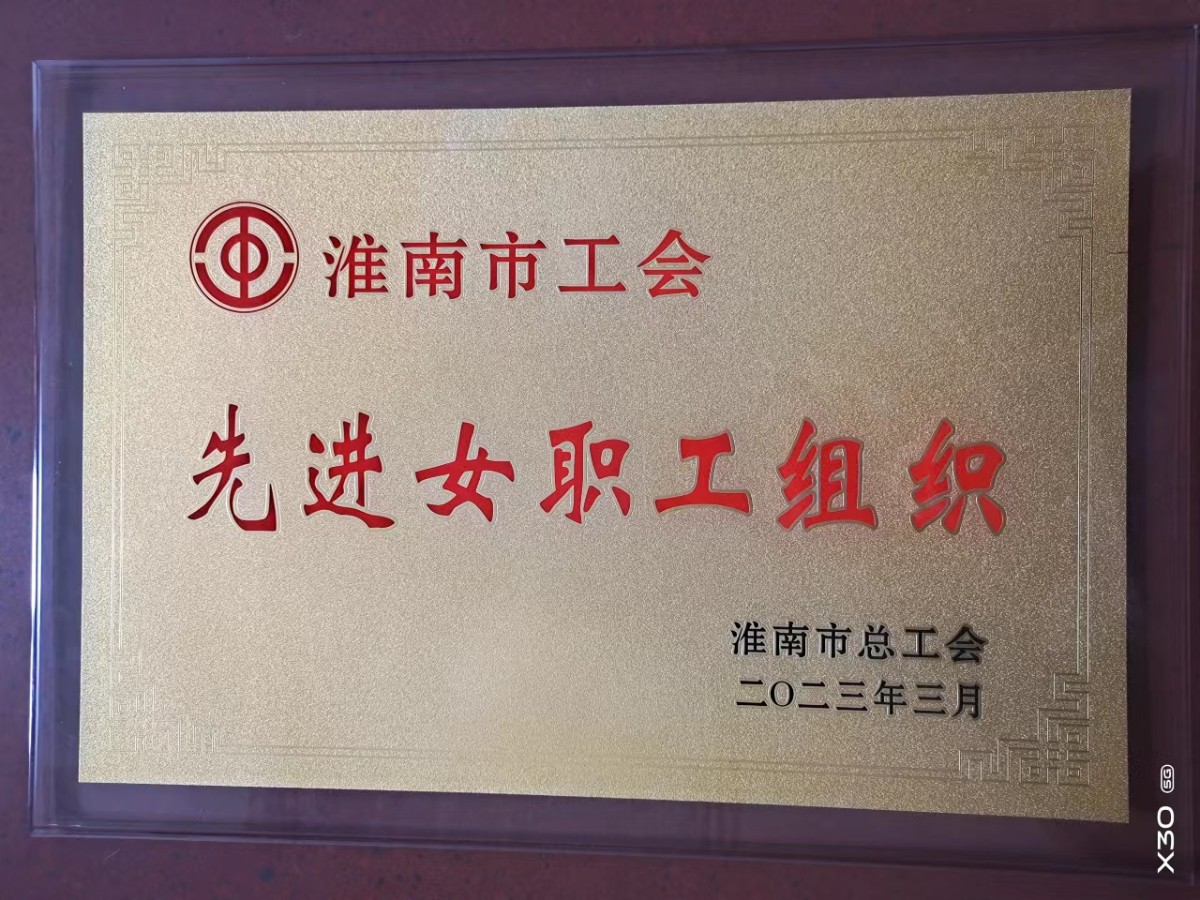 淮南市工会
先进女职工组织
淮南市总工会
二〇二三年三月
X30 5G